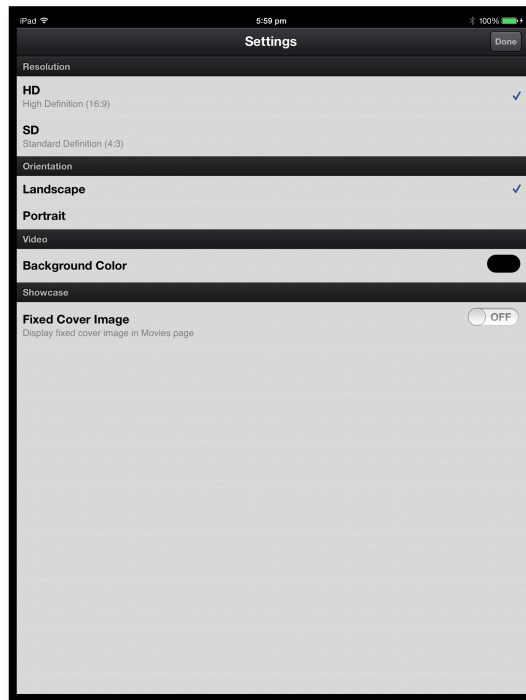 iPad 5:59 pm 100%
Settings Done
Resolution
HD
High Definition (16:9)
SD
Standard Definition (4:3)
Orientation
Landscape
Portrait
Video
Background Color
Showcase
Fixed Cover Image OFF
Display fixed cover image in Movies page